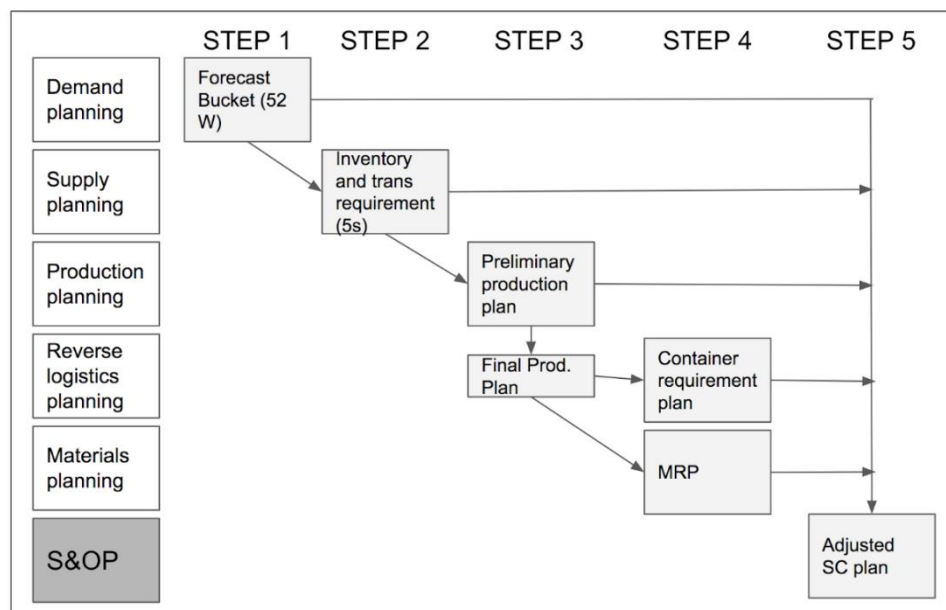 STEP 1 STEP 2 STEP 3 STEP 4 STEP 5
Demand
planning
Forecast
Bucket (52
W)
Supply
planning
Inventory
and trans
requirement
(5s)
Production
planning
Preliminary
production
plan
Reverse
logistics
planning
Final Prod.
Plan
Container
requirement
plan
Materials
planning
MRP
S&OP
Adjusted
SC plan